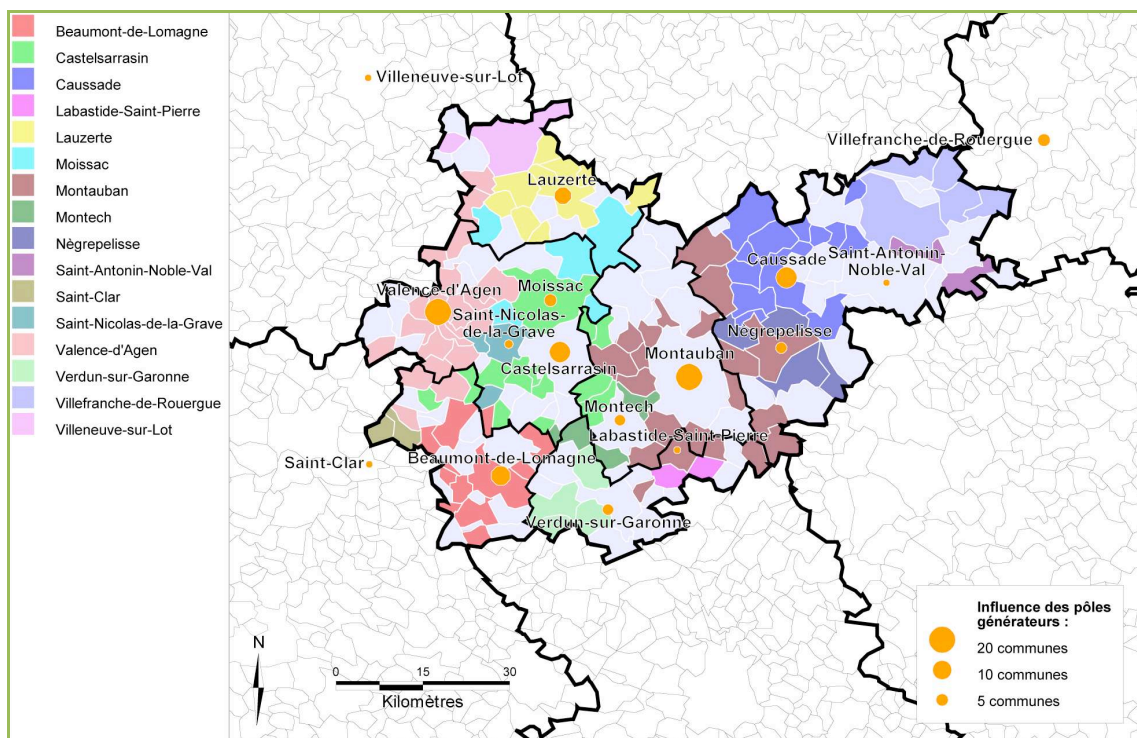 Beaumont-de-Lomagne
Castelsarrasin
Caussade
Labastide-Saint-Pierre
Lauzerte
Moissac
Montauban
Montech
Nègrepelisse
Saint-Antonin-Noble-Val
Saint-Clar
Saint-Nicolas-de-la-Grave
Valence-d'Agen
Verdun-sur-Garonne
Villefranche-de-Rouergue
Villeneuve-sur-Lot
Villeneuve-sur-Lot
Villefranche-de-Rouergue
Lauzerte
Saint-Antonin-
Noble-Val
Caussade
Moissac
Valence-d'Agen
Saint-Nicolas-
de-la-Grave
Negrepelisse
Montauban
Castelsarrasin
Montech
Labastide-Saint-Pierre
Beaumont-de-Lomagne
Saint-Clar
Verdun-sur-Garonne
N
0 15 30
Kilomètres
Influence des pôles
générateurs :
20 communes
10 communes
5 communes